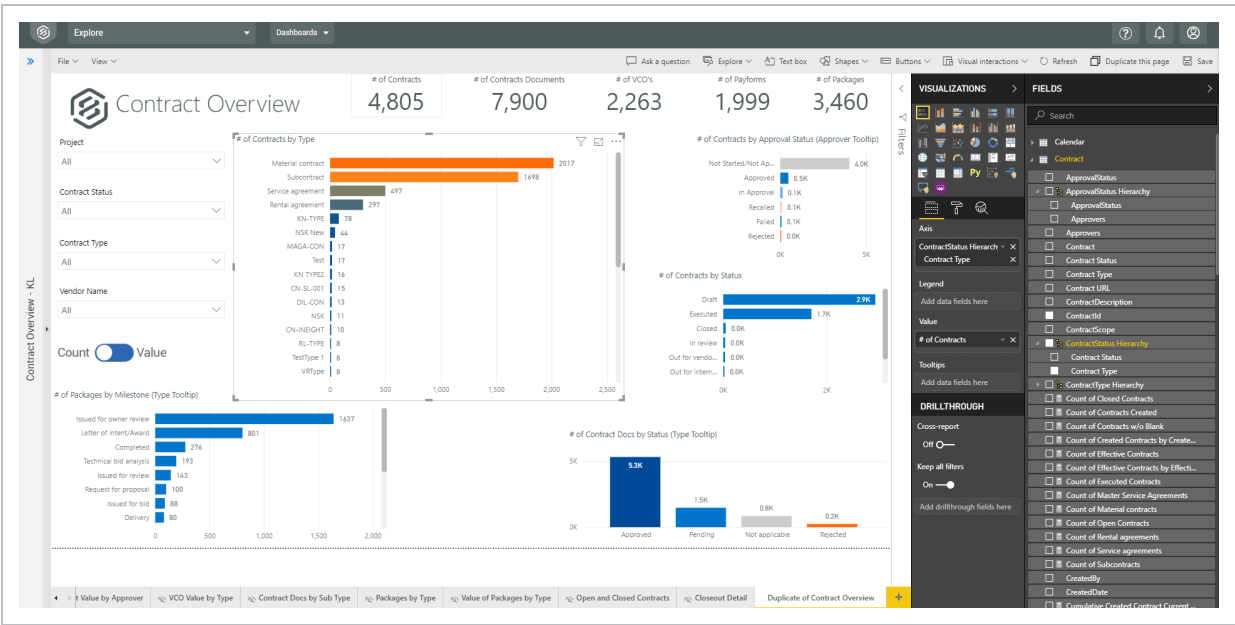 Explore
Dashboards
File
View
Ask a question
Explore
Text box
Shapes
Buttons
Visual interactions
Refresh
Duplicate this page
Save
Contract Overview - KL
Contract Overview
# of Contracts
4,805
# of Contracts Documents
7,900
# of VCO's
2,263
# of Payforms
1,999
# of Packages
3,460
Project
All
Contract Status
All
Contract Type
All
Vendor Name
All
Count
Value
# of Contracts by Type
Material contract 2017
Subcontract 1698
Service agreement 497
Rental agreement 297
KN-TYPE 78
NSK New 44
MAGA-CON 17
Test 17
KN TYPE2 16
CN-SL-001 15
DIL-CON 13
NSK 11
CN-INEIGHT 10
RL-TYPE 8
TestType 1 8
VRType 8
0 500 1,000 1,500 2,000 2,500
# of Contracts by Approval Status (Approver Tooltip)
Not Started/Not Ap... 4.0K
Approved 0.5K
In Approval 0.1K
Recalled 0.1K
Failed 0.1K
Rejected 0.0K
0K 5K
# of Contracts by Status
Draft 2.9K
Executed 1.7K
Closed 0.0K
In review 0.0K
Out for vendo... 0.0K
Out for intern... 0.0K
0K 2K
# of Packages by Milestone (Type Tooltip)
Issued for owner review 1637
Letter of Intent/Award 801
Completed 276
Technical bid analysis 193
Issued for review 143
Request for proposal 100
Issued for bid 88
Delivery 80
0 500 1,000 1,500 2,000
# of Contract Docs by Status (Type Tooltip)
5K
0K
5.3K
1.5K
0.8K
0.2K
Approved Pending Not applicable Rejected
Filters
VISUALIZATIONS
Py
Axis
ContractStatus Hierarch
Contract Type
Legend
Add data fields here
Value
# of Contracts
Tooltips
Add data fields here
DRILLTHROUGH
Cross-report
Off
Keep all filters
On
Add drillthrough fields here
FIELDS
Search
Calendar
Contract
ApprovalStatus
ApprovalStatus Hierarchy
ApprovalStatus
Approvers
Approvers
Contract
Contract Status
Contract Type
Contract URL
ContractDescription
ContractId
ContractScope
ContractStatus Hierarchy
Contract Status
Contract Type
ContractType Hierarchy
Count of Closed Contracts
Count of Contracts Created
Count of Contracts w/o Blank
Count of Created Contracts by Create...
Count of Effective Contracts
Count of Effective Contracts by Effecti...
Count of Executed Contracts
Count of Master Service Agreements
Count of Material contracts
Count of Open Contracts
Count of Rental agreements
Count of Service agreements
Count of Subcontracts
CreatedBy
CreatedDate
Cumulative Created Contract Current ...
t Value by Approver
VCO Value by Type
Contract Docs by Sub Type
Packages by Type
Value of Packages by Type
Open and Closed Contracts
Closeout Detail
Duplicate of Contract Overview